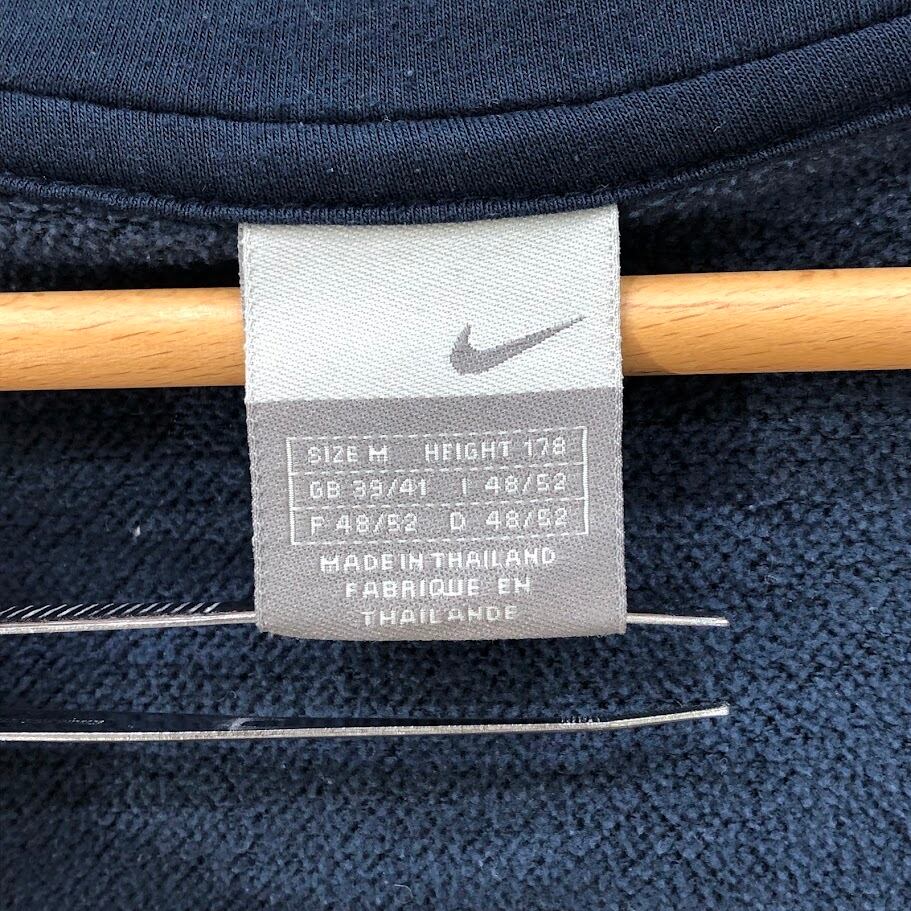 SIZE M HEIGHT 178
GB 39/41 I 48/52
F 48/52 D 48/52
MADE IN THAILAND
FABRIQUE EN
THAILANDE